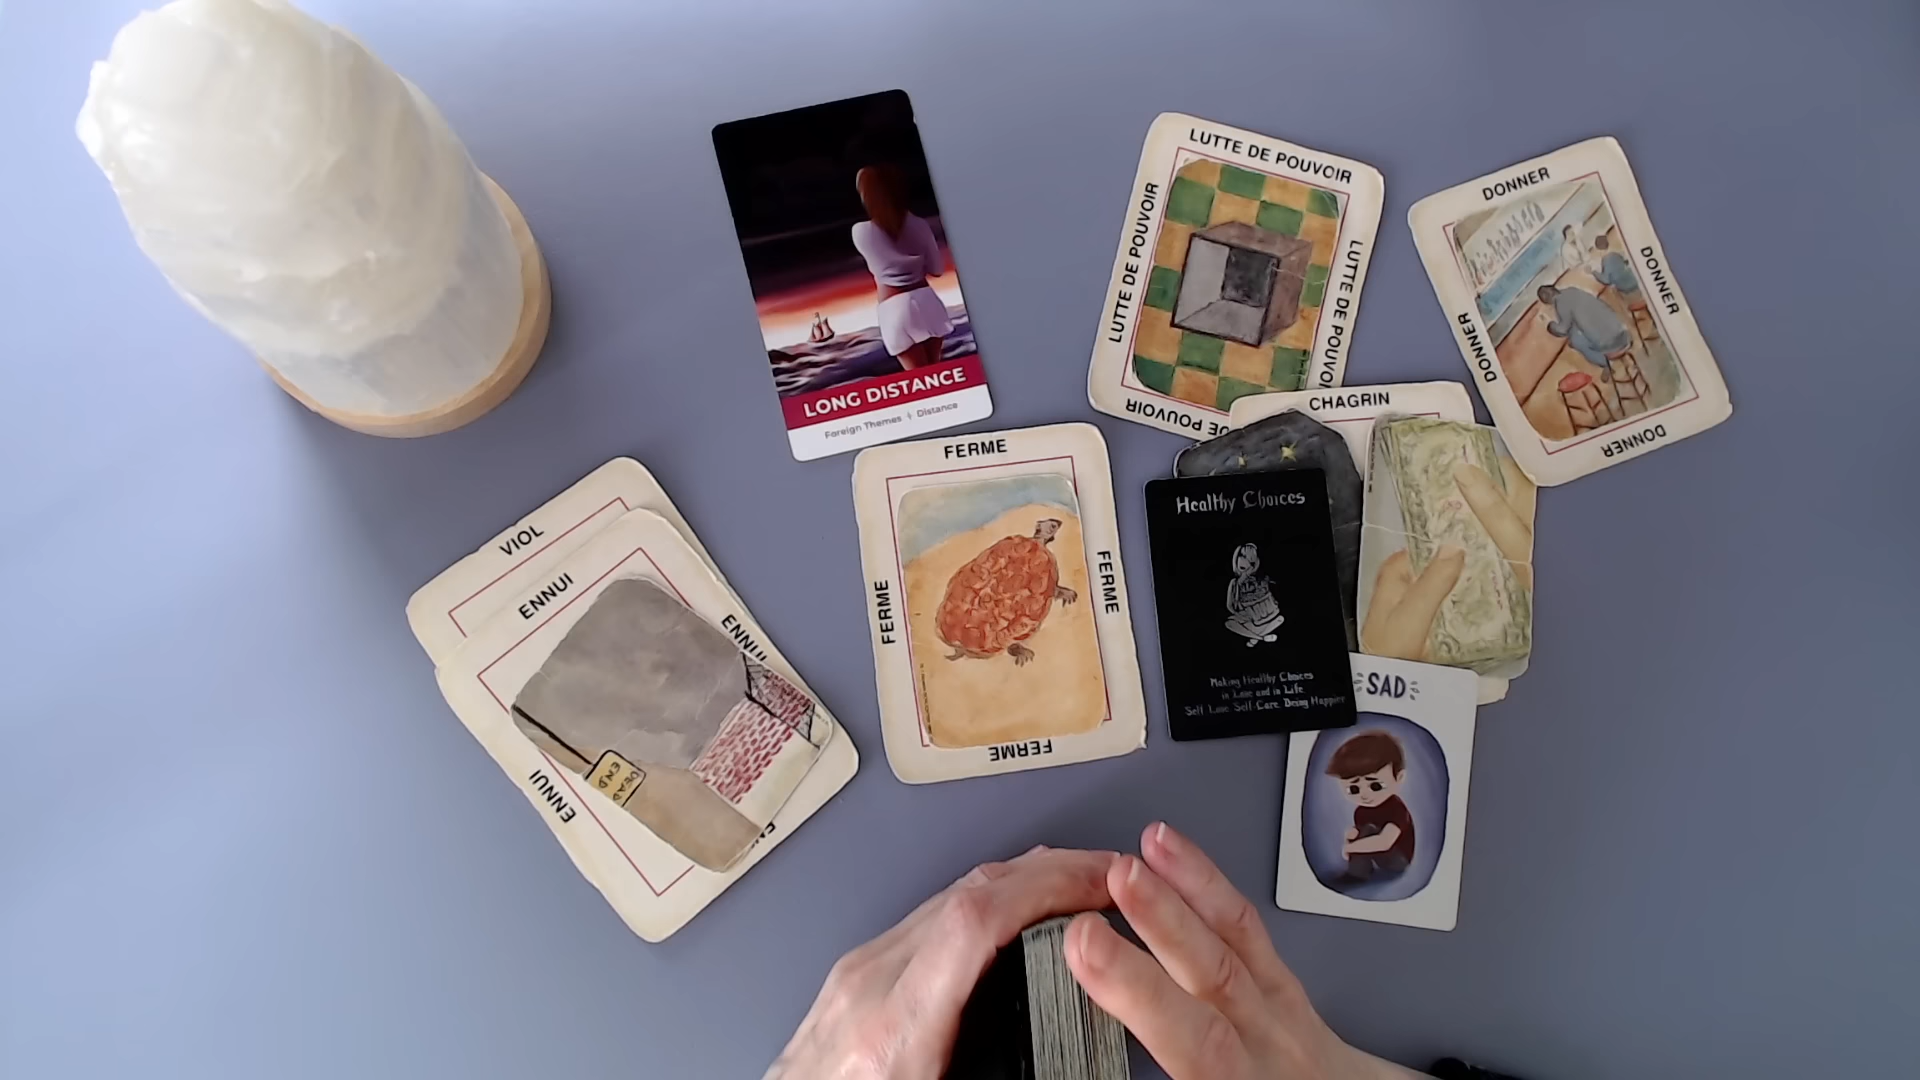 LONG DISTANCE
Foreign Themes Distance
LUTTE DE POUVOIR
LUTTE DE POUVOIR
LUTTE DE POUVOIR
DE POUVOIR
DONNER
DONNER
DONNER
DONNER
CHAGRIN
FERME
FERME
FERME
FERME
Healthy Choices
Making Healthy Choices
in Love and in Life
Self Love Self-Care Being Happier
SAD
VIOL
ENNUI
ENNUI
ENNUI
DEAD
END